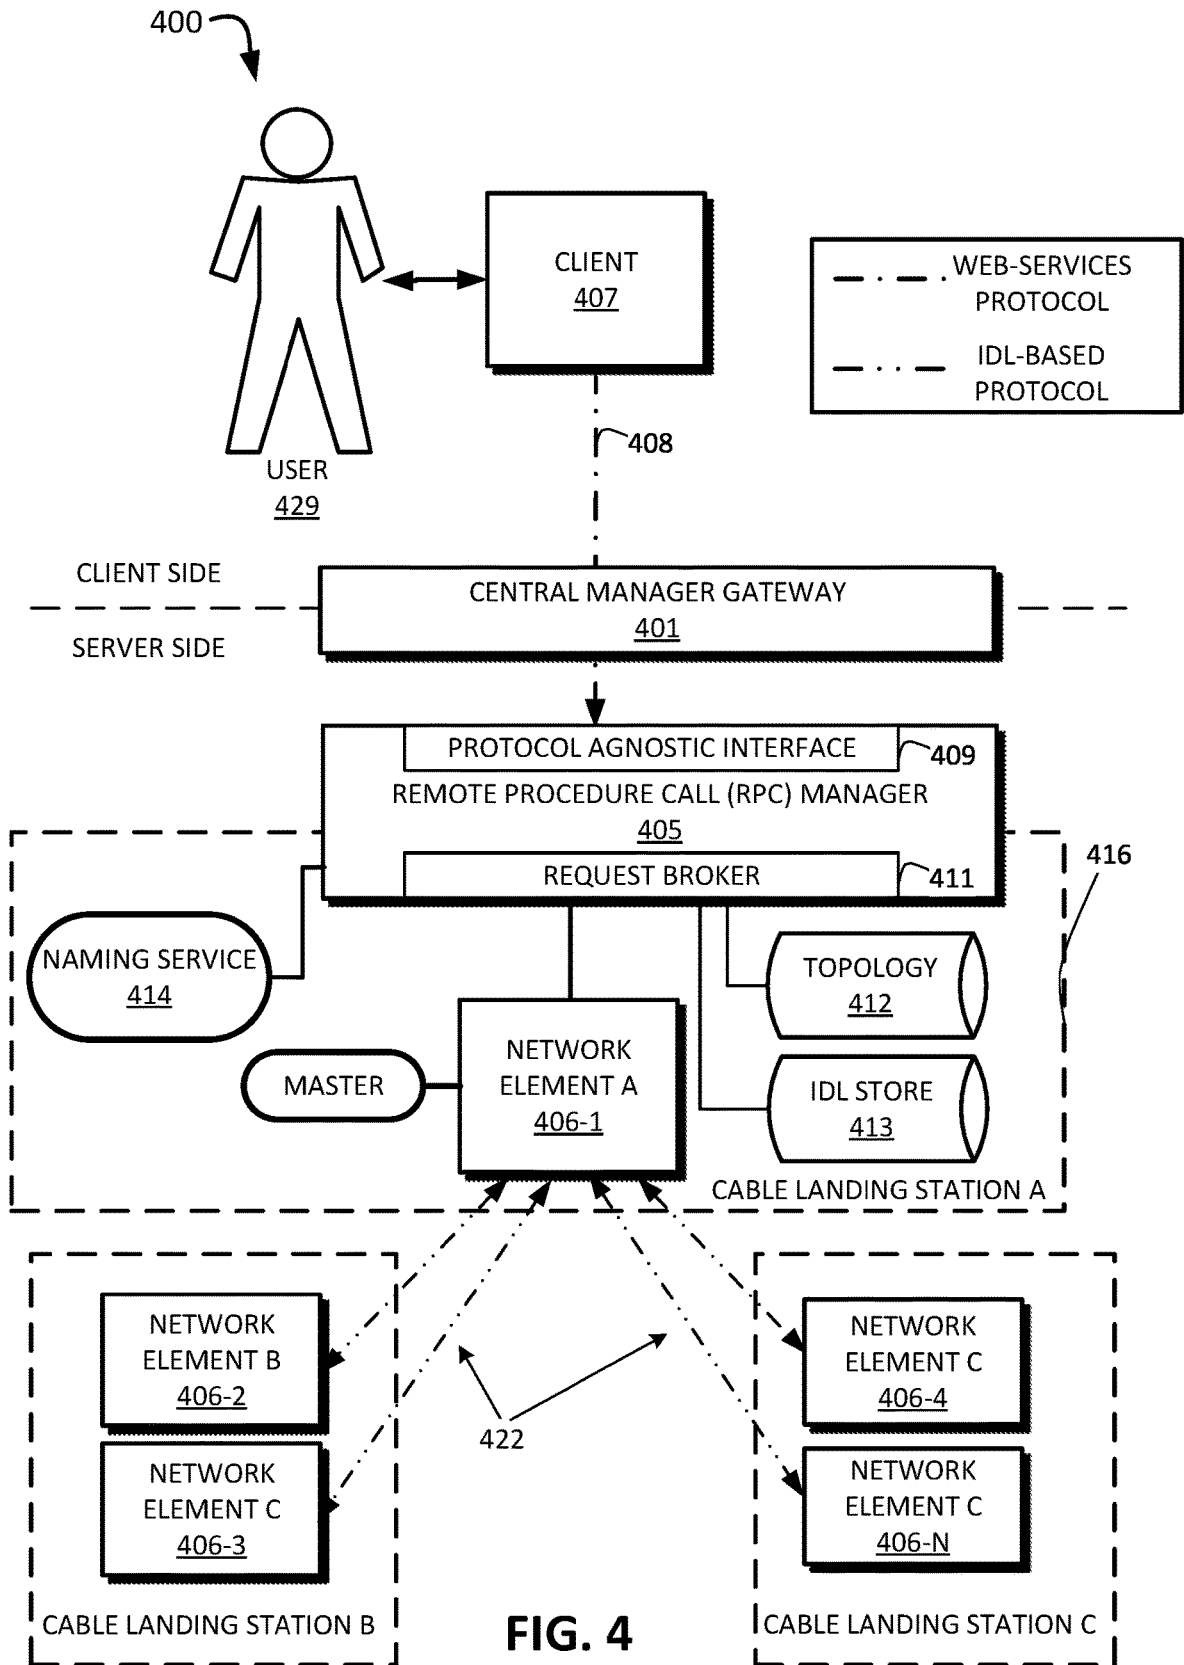 400
CLIENT
407
WEB-SERVICES
PROTOCOL
IDL-BASED
PROTOCOL
408
USER
429
CLIENT SIDE
SERVER SIDE
CENTRAL MANAGER GATEWAY
401
PROTOCOL AGNOSTIC INTERFACE
409
REMOTE PROCEDURE CALL (RPC) MANAGER
405
REQUEST BROKER
411
416
NAMING SERVICE
414
TOPOLOGY
412
NETWORK
ELEMENT A
406-1
MASTER
IDL STORE
413
CABLE LANDING STATION A
NETWORK
ELEMENT B
406-2
NETWORK
ELEMENT C
406-4
422
NETWORK
ELEMENT C
406-3
NETWORK
ELEMENT C
406-N
CABLE LANDING STATION B
FIG. 4
CABLE LANDING STATION C